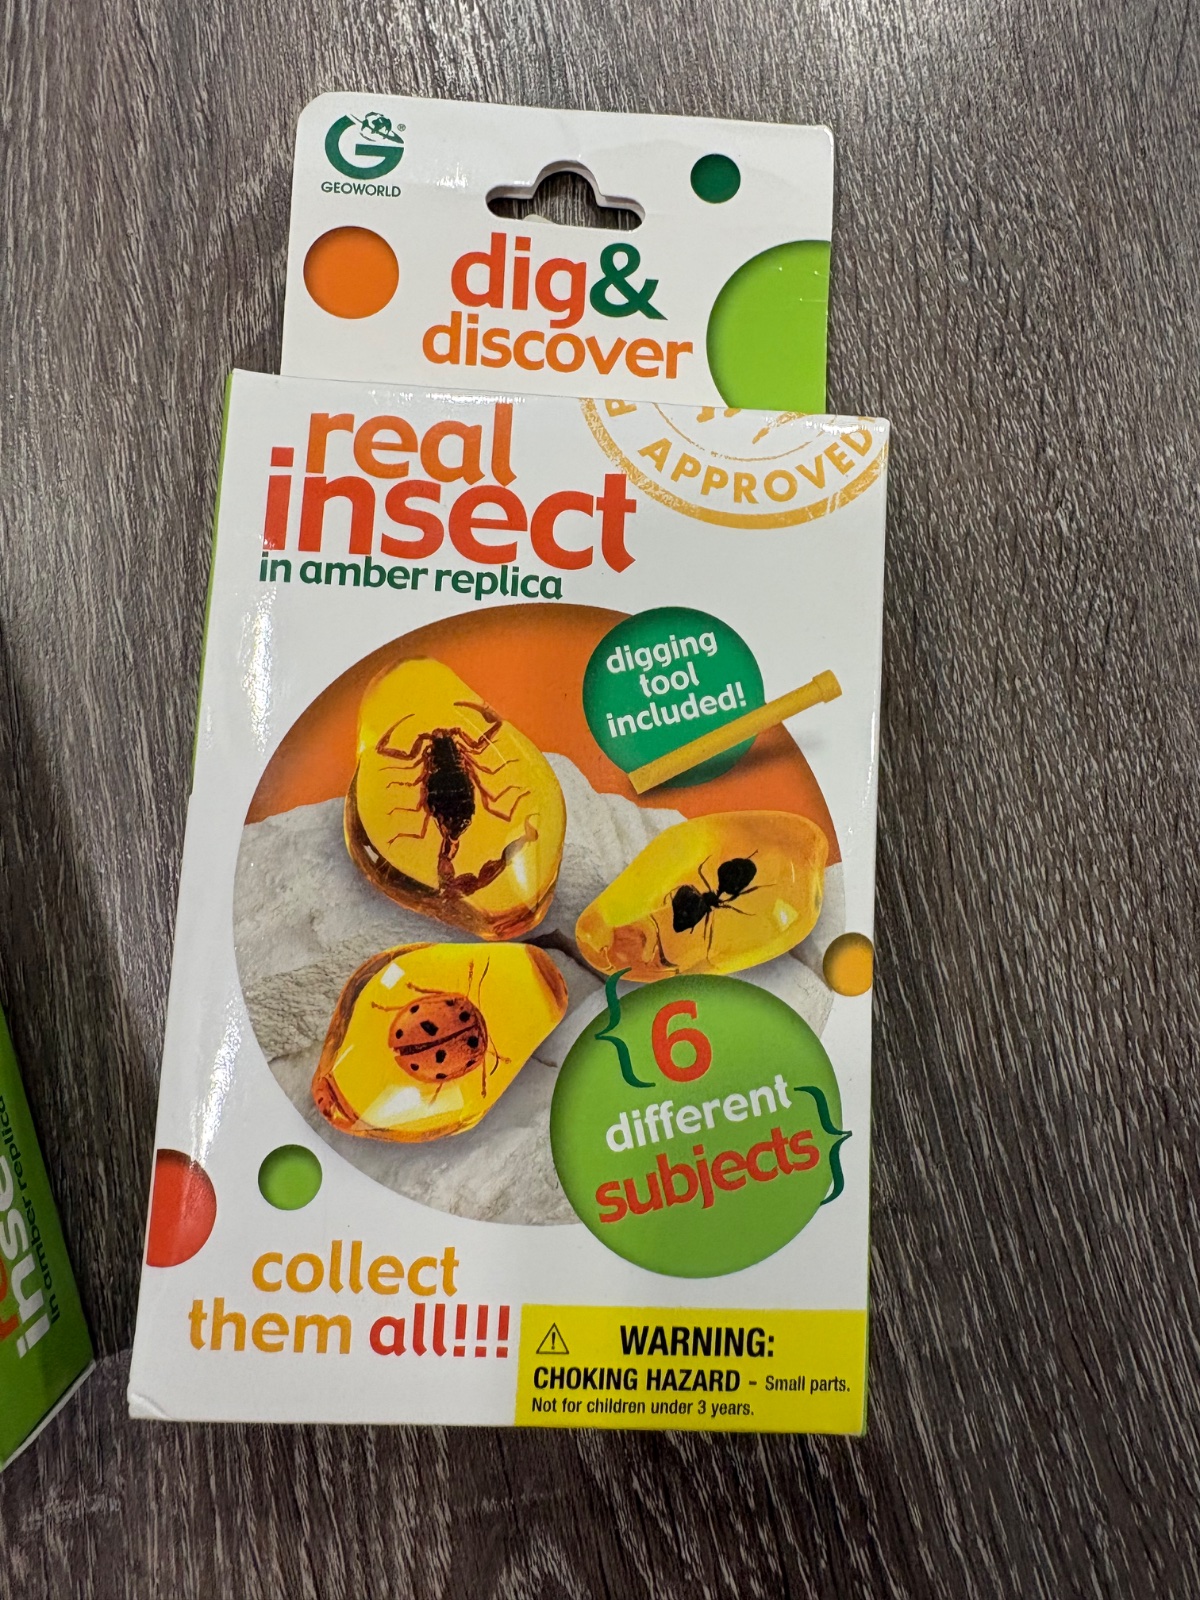 GEOWORLD
dig&
discover
APPROVED
real
insect
in amber replica
digging
tool
included!
6
different
subjects
collect
them all!!!
WARNING:
CHOKING HAZARD - Small parts.
Not for children under 3 years.
in amber replica